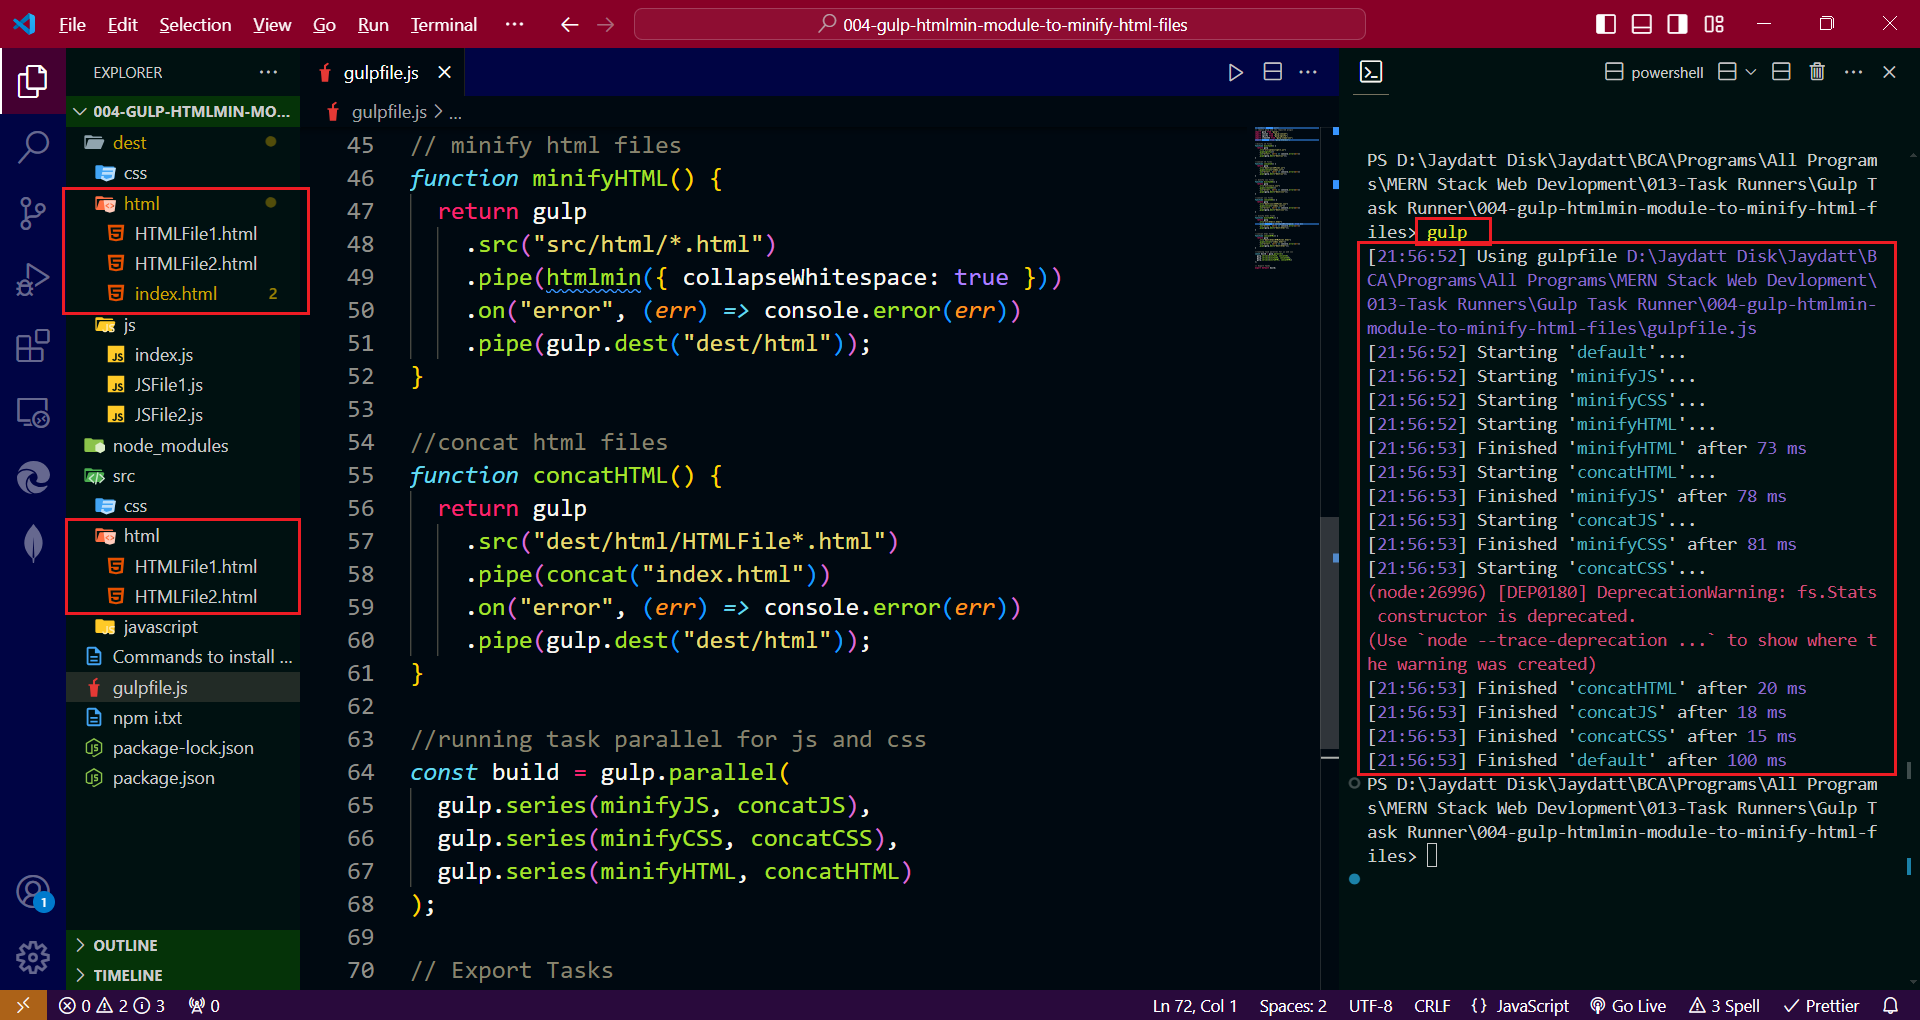 File Edit Selection View Go Run Terminal ···
004-gulp-htmlmin-module-to-minify-html-files
EXPLORER
004-GULP-HTMLMIN-MO...
dest
css
html
HTMLFile1.html
HTMLFile2.html
index.html 2
js
index.js
JSFile1.js
JSFile2.js
node_modules
src
css
html
HTMLFile1.html
HTMLFile2.html
javascript
Commands to install ...
gulpfile.js
npm i.txt
package-lock.json
package.json
OUTLINE
TIMELINE
1
gulpfile.js
gulpfile.js > ...
45 // minify html files
46 function minifyHTML() {
47 return gulp
48 .src("src/html/*.html")
49 .pipe(htmlmin({ collapseWhitespace: true }))
50 .on("error", (err) => console.error(err))
51 .pipe(gulp.dest("dest/html"));
52 }
53
54 //concat html files
55 function concatHTML() {
56 return gulp
57 .src("dest/html/HTMLFile*.html")
58 .pipe(concat("index.html"))
59 .on("error", (err) => console.error(err))
60 .pipe(gulp.dest("dest/html"));
61 }
62
63 //running task parallel for js and css
64 const build = gulp.parallel(
65 gulp.series(minifyJS, concatJS),
66 gulp.series(minifyCSS, concatCSS),
67 gulp.series(minifyHTML, concatHTML)
68 );
69
70 // Export Tasks
powershell
PS D:\Jaydatt Disk\Jaydatt\BCA\Programs\All Program
s\MERN Stack Web Devlopment\013-Task Runners\Gulp T
ask Runner\004-gulp-htmlmin-module-to-minify-html-f
iles> gulp
[21:56:52] Using gulpfile D:\Jaydatt Disk\Jaydatt\B
CA\Programs\All Programs\MERN Stack Web Devlopment\
013-Task Runners\Gulp Task Runner\004-gulp-htmlmin-
module-to-minify-html-files\gulpfile.js
[21:56:52] Starting 'default'...
[21:56:52] Starting 'minifyJS'...
[21:56:52] Starting 'minifyCSS'...
[21:56:52] Starting 'minifyHTML'...
[21:56:53] Finished 'minifyHTML' after 73 ms
[21:56:53] Starting 'concatHTML'...
[21:56:53] Finished 'minifyJS' after 78 ms
[21:56:53] Starting 'concatJS'...
[21:56:53] Finished 'minifyCSS' after 81 ms
[21:56:53] Starting 'concatCSS'...
(node:26996) [DEP0180] DeprecationWarning: fs.Stats
constructor is deprecated.
(Use `node --trace-deprecation ...` to show where t
he warning was created)
[21:56:53] Finished 'concatHTML' after 20 ms
[21:56:53] Finished 'concatJS' after 18 ms
[21:56:53] Finished 'concatCSS' after 15 ms
[21:56:53] Finished 'default' after 100 ms
PS D:\Jaydatt Disk\Jaydatt\BCA\Programs\All Program
s\MERN Stack Web Devlopment\013-Task Runners\Gulp T
ask Runner\004-gulp-htmlmin-module-to-minify-html-f
iles>
0 2 3 0 Ln 72, Col 1 Spaces: 2 UTF-8 CRLF {} JavaScript Go Live 3 Spell Prettier